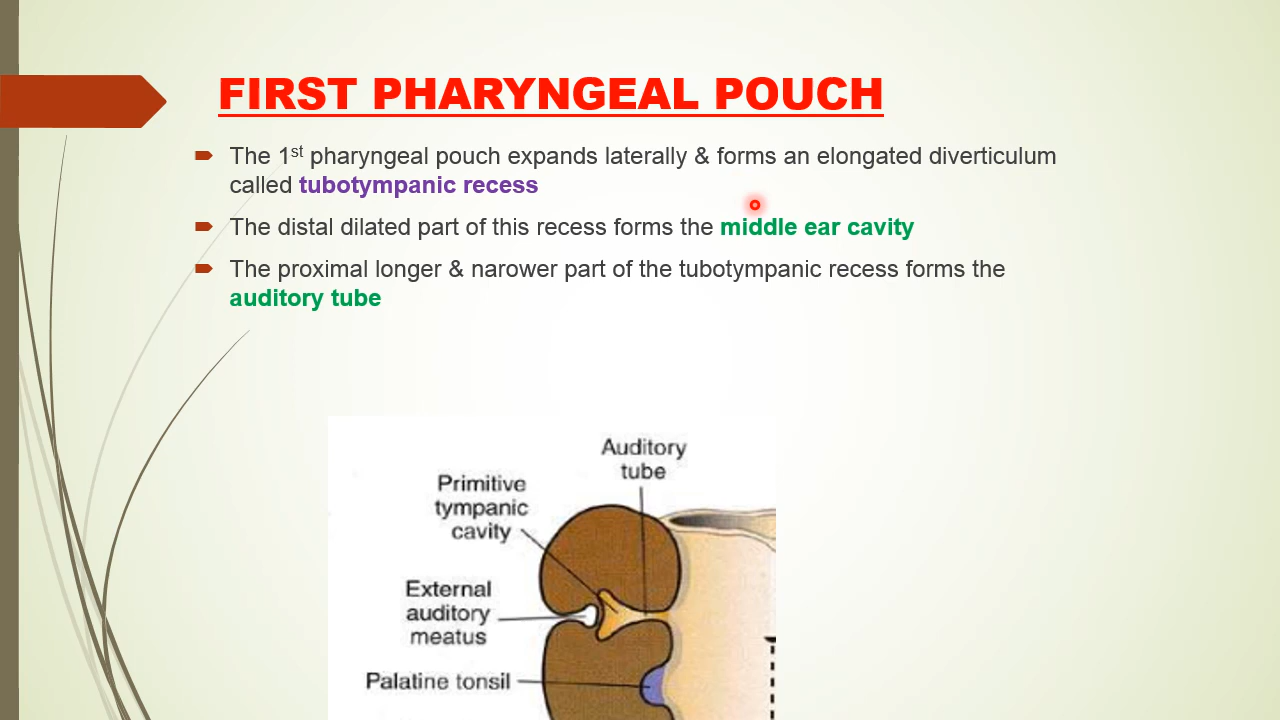 FIRST PHARYNGEAL POUCH
The 1st pharyngeal pouch expands laterally & forms an elongated diverticulum
called tubotympanic recess
The distal dilated part of this recess forms the middle ear cavity
The proximal longer & narower part of the tubotympanic recess forms the
auditory tube
Auditory
tube
Primitive
tympanic
cavity
External
auditory
meatus
Palatine tonsil